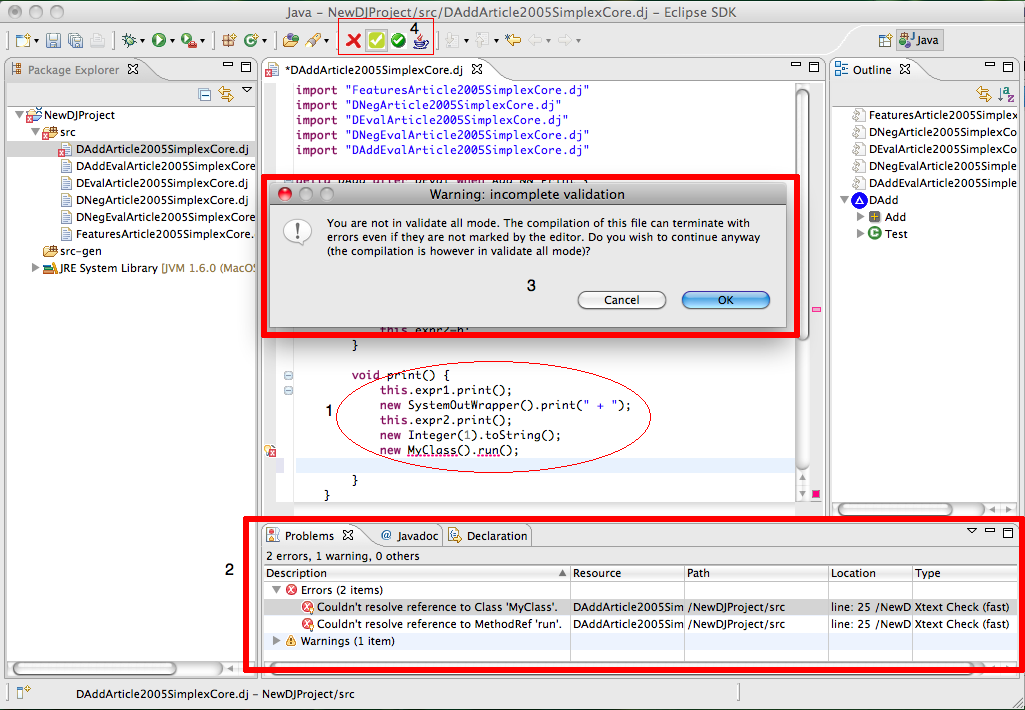 Java – NewDJProject/src/DAddArticle2005SimplexCore.dj – Eclipse SDK
4
Java
Package Explorer
*DAddArticle2005SimplexCore.dj
Outline
NewDJProject
src
DAddArticle2005SimplexCore.dj
DAddEvalArticle2005SimplexCore
DEvalArticle2005SimplexCore.dj
DNegArticle2005SimplexCore.dj
DNegEvalArticle2005SimplexCore
FeaturesArticle2005SimplexCore.
src-gen
JRE System Library [JVM 1.6.0 (MacOS
import "FeaturesArticle2005SimplexCore.dj"
import "DNegArticle2005SimplexCore.dj"
import "DEvalArticle2005SimplexCore.dj"
import "DNegEvalArticle2005SimplexCore.dj"
import "DAddEvalArticle2005SimplexCore.dj"
FeaturesArticle2005Simplex
DNegArticle2005SimplexCo
DEvalArticle2005SimplexCo
DNegEvalArticle2005Simple
DAddEvalArticle2005Simple
DAdd
Add
Test
Warning: incomplete validation
You are not in validate all mode. The compilation of this file can terminate with
errors even if they are not marked by the editor. Do you wish to continue anyway
(the compilation is however in validate all mode)?
3
Cancel
OK
}
void print() {
this.expr1.print();
1
new SystemOutWrapper().print(" + ");
this.expr2.print();
new Integer(1).toString();
new MyClass().run();
}
}
2
Problems
@ Javadoc
Declaration
2 errors, 1 warning, 0 others
Description Resource Path Location Type
Errors (2 items)
Couldn't resolve reference to Class 'MyClass'. DAddArticle2005Sim /NewDJProject/src line: 25 /NewD Xtext Check (fast)
Couldn't resolve reference to MethodRef 'run'. DAddArticle2005Sim /NewDJProject/src line: 25 /NewD Xtext Check (fast)
Warnings (1 item)
DAddArticle2005SimplexCore.dj – NewDJProject/src